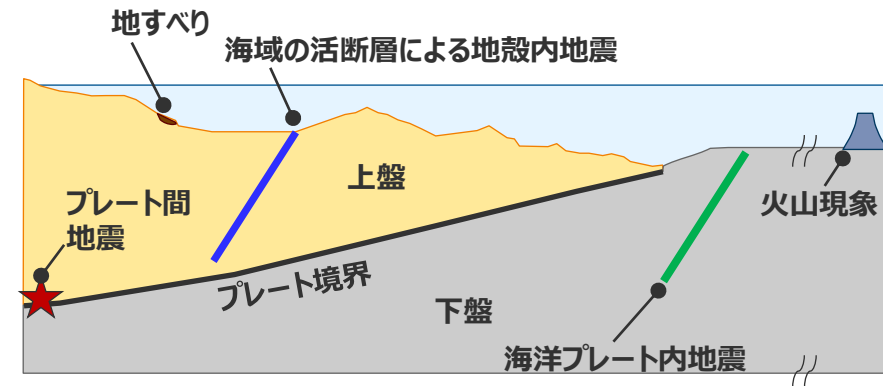 地すべり
海域の活断層による地殻内地震
上盤
プレート間
地震
火山現象
プレート境界
下盤
海洋プレート内地震